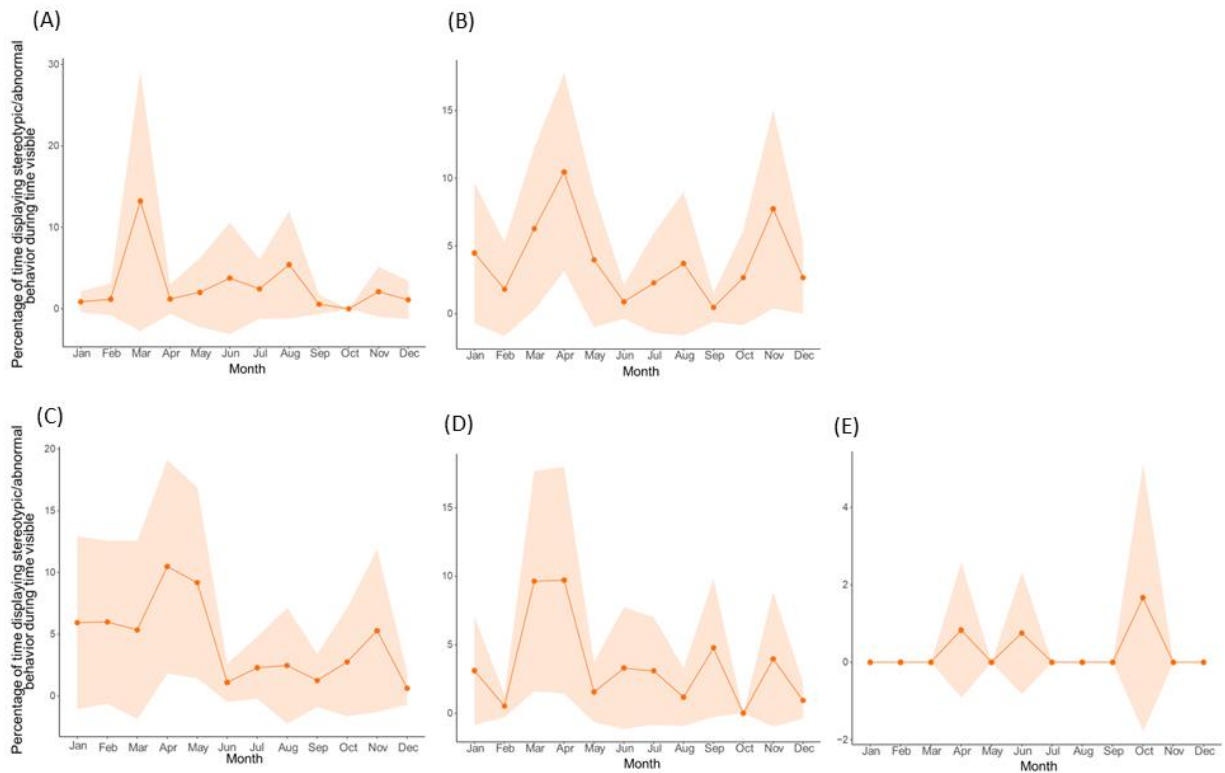 (A)
Percentage of time displaying stereotypic/abnormal
behavior during time visible
30
20
10
0
Jan Feb Mar Apr May Jun Jul Aug Sep Oct Nov Dec
Month
(B)
15
10
5
0
Jan Feb Mar Apr May Jun Jul Aug Sep Oct Nov Dec
Month
(C)
Percentage of time displaying stereotypic/abnormal
behavior during time visible
20
15
10
5
0
Jan Feb Mar Apr May Jun Jul Aug Sep Oct Nov Dec
Month
(D)
15
10
5
0
Jan Feb Mar Apr May Jun Jul Aug Sep Oct Nov Dec
Month
(E)
4
2
0
−2
Jan Feb Mar Apr May Jun Jul Aug Sep Oct Nov Dec
Month